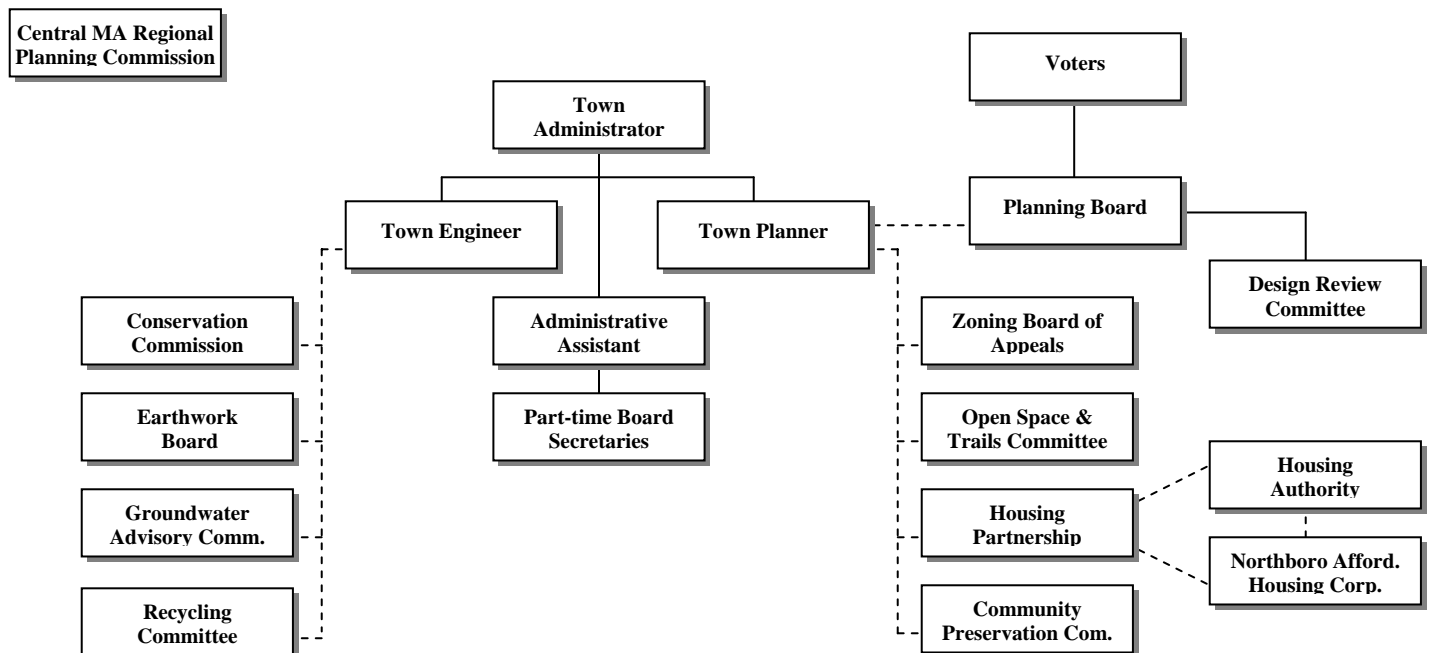 Central MA Regional
Planning Commission
Voters
Town
Administrator
Town Engineer
Town Planner
Planning Board
Design Review
Committee
Conservation
Commission
Administrative
Assistant
Zoning Board of
Appeals
Earthwork
Board
Part-time Board
Secretaries
Open Space &
Trails Committee
Groundwater
Advisory Comm.
Housing
Partnership
Housing
Authority
Northboro Afford.
Housing Corp.
Recycling
Committee
Community
Preservation Com.